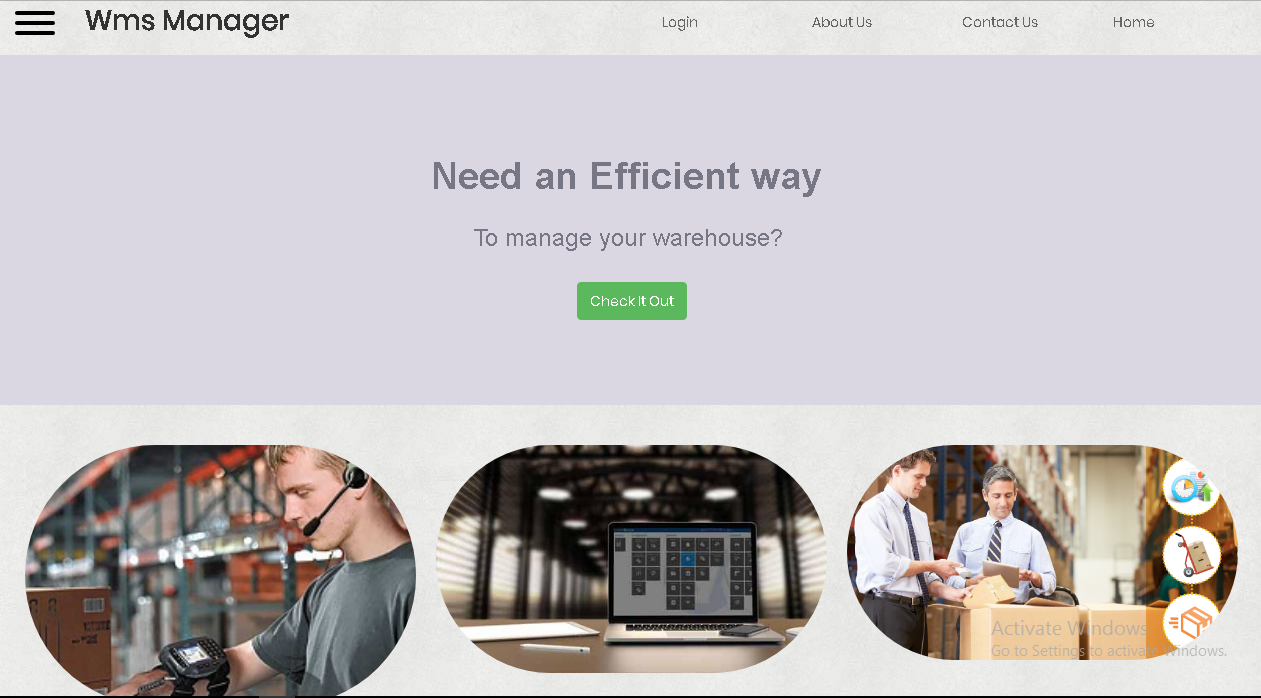 Wms Manager
Login
About Us
Contact Us
Home
Need an Efficient way
To manage your warehouse?
Check It Out
Activate Windows
Go to Settings to activate Windows.